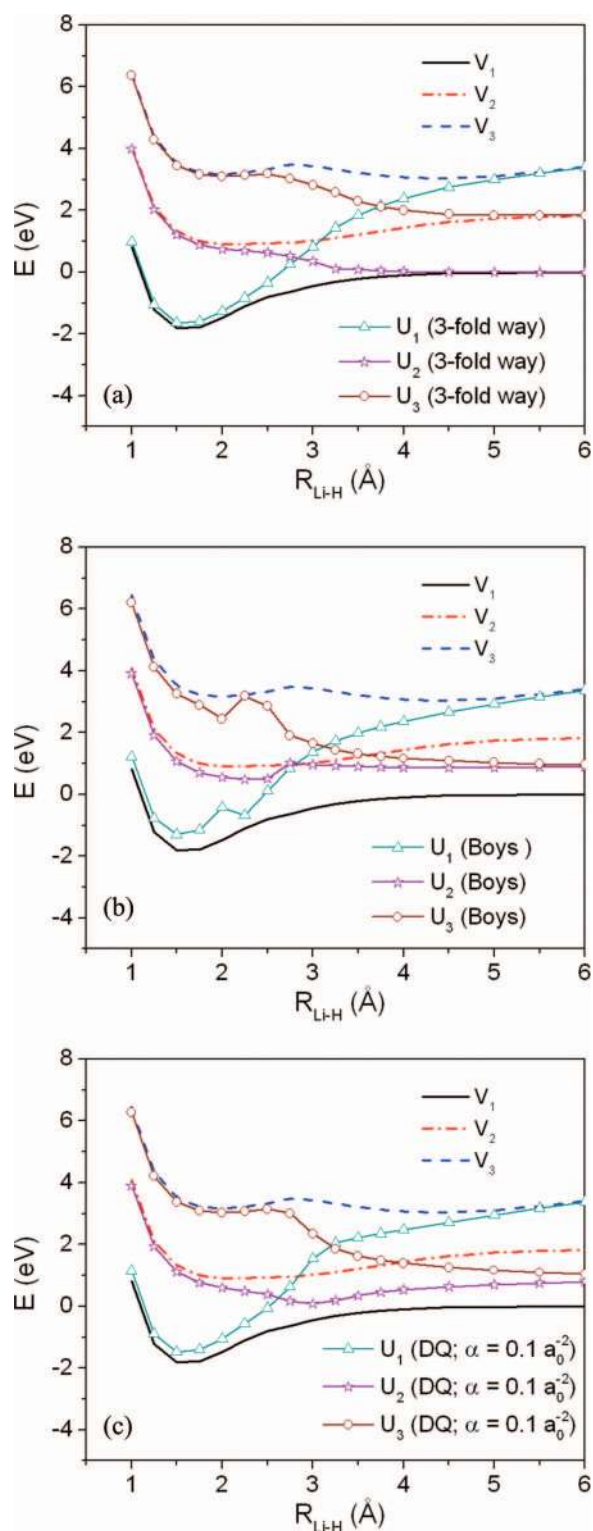 8
6
4
2
0
-2
-4
E (eV)
V₁
V₂
V₃
U₁ (3-fold way)
U₂ (3-fold way)
U₃ (3-fold way)
(a)
1 2 3 4 5 6
R_Li-H (Å)
8
6
4
2
0
-2
-4
E (eV)
V₁
V₂
V₃
U₁ (Boys )
U₂ (Boys)
U₃ (Boys)
(b)
1 2 3 4 5 6
R_Li-H (Å)
8
6
4
2
0
-2
-4
E (eV)
V₁
V₂
V₃
U₁ (DQ; α = 0.1 a₀⁻²)
U₂ (DQ; α = 0.1 a₀⁻²)
U₃ (DQ; α = 0.1 a₀⁻²)
(c)
1 2 3 4 5 6
R_Li-H (Å)